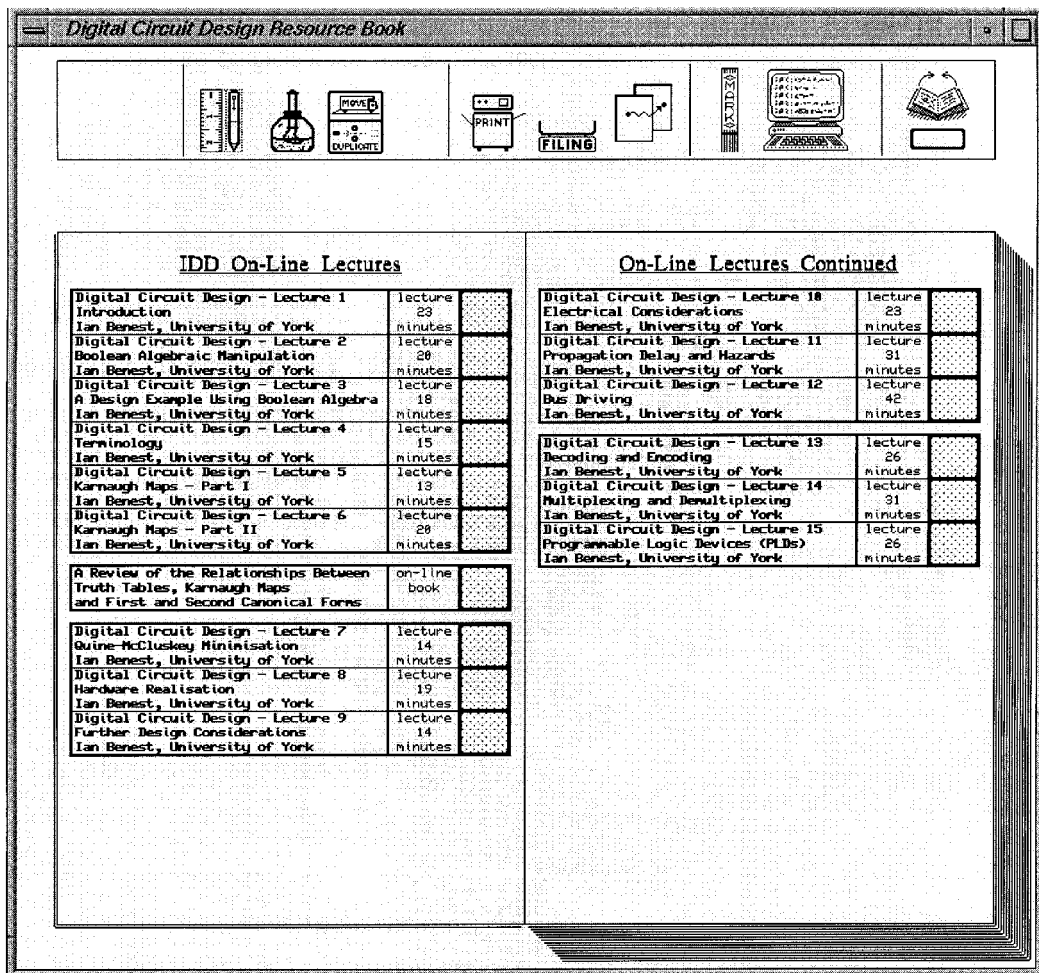 Digital Circuit Design Resource Book
MOVE
DUPLICATE
PRINT
FILING
INDEX
IDD On-Line Lectures
Digital Circuit Design - Lecture 1 lecture
Introduction 23
Ian Benest, University of York minutes
Digital Circuit Design - Lecture 2 lecture
Boolean Algebraic Manipulation 20
Ian Benest, University of York minutes
Digital Circuit Design - Lecture 3 lecture
A Design Example Using Boolean Algebra 18
Ian Benest, University of York minutes
Digital Circuit Design - Lecture 4 lecture
Terminology 15
Ian Benest, University of York minutes
Digital Circuit Design - Lecture 5 lecture
Karnaugh Maps - Part I 13
Ian Benest, University of York minutes
Digital Circuit Design - Lecture 6 lecture
Karnaugh Maps - Part II 20
Ian Benest, University of York minutes
A Review of the Relationships Between on-line
Truth Tables, Karnaugh Maps book
and First and Second Canonical Forms
Digital Circuit Design - Lecture 7 lecture
Quine-McCluskey Minimisation 14
Ian Benest, University of York minutes
Digital Circuit Design - Lecture 8 lecture
Hardware Realisation 19
Ian Benest, University of York minutes
Digital Circuit Design - Lecture 9 lecture
Further Design Considerations 14
Ian Benest, University of York minutes
On-Line Lectures Continued
Digital Circuit Design - Lecture 10 lecture
Electrical Considerations 23
Ian Benest, University of York minutes
Digital Circuit Design - Lecture 11 lecture
Propagation Delay and Hazards 31
Ian Benest, University of York minutes
Digital Circuit Design - Lecture 12 lecture
Bus Driving 42
Ian Benest, University of York minutes
Digital Circuit Design - Lecture 13 lecture
Decoding and Encoding 26
Ian Benest, University of York minutes
Digital Circuit Design - Lecture 14 lecture
Multiplexing and Demultiplexing 31
Ian Benest, University of York minutes
Digital Circuit Design - Lecture 15 lecture
Programmable Logic Devices (PLDs) 26
Ian Benest, University of York minutes